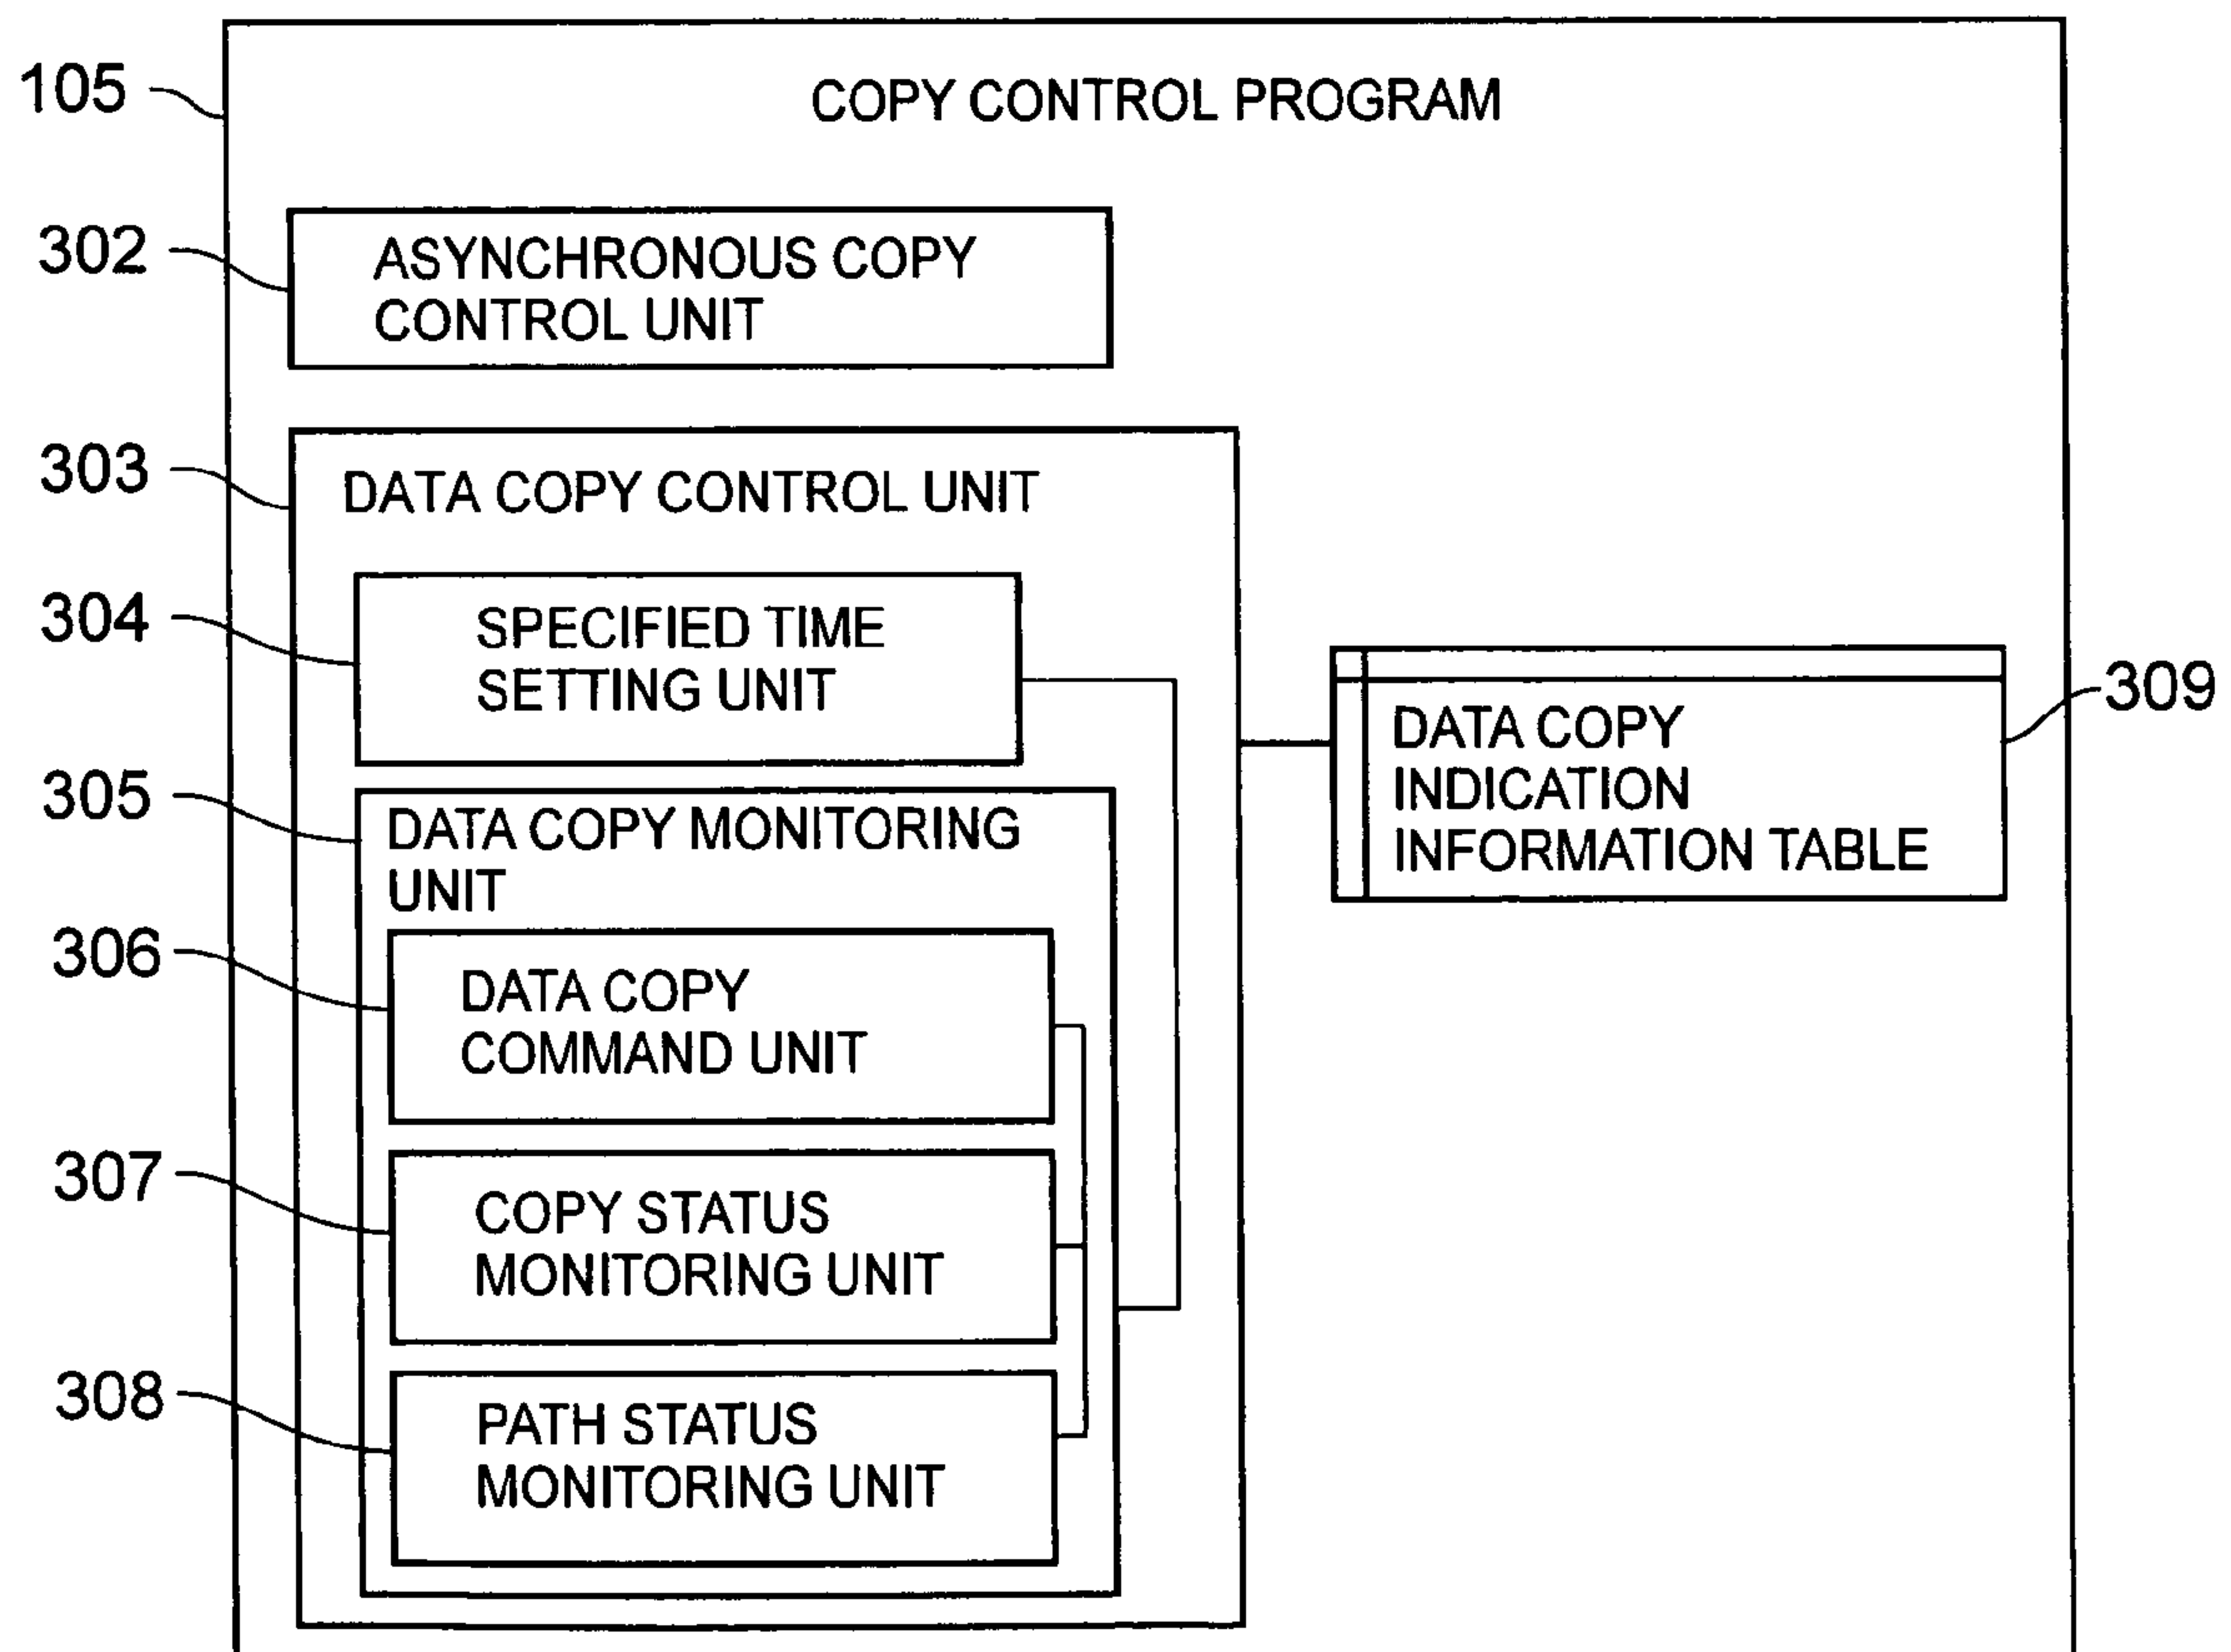 105
COPY CONTROL PROGRAM
302
ASYNCHRONOUS COPY
CONTROL UNIT
303
DATA COPY CONTROL UNIT
304
SPECIFIED TIME
SETTING UNIT
309
DATA COPY
INDICATION
INFORMATION TABLE
305
DATA COPY MONITORING
UNIT
306
DATA COPY
COMMAND UNIT
307
COPY STATUS
MONITORING UNIT
308
PATH STATUS
MONITORING UNIT